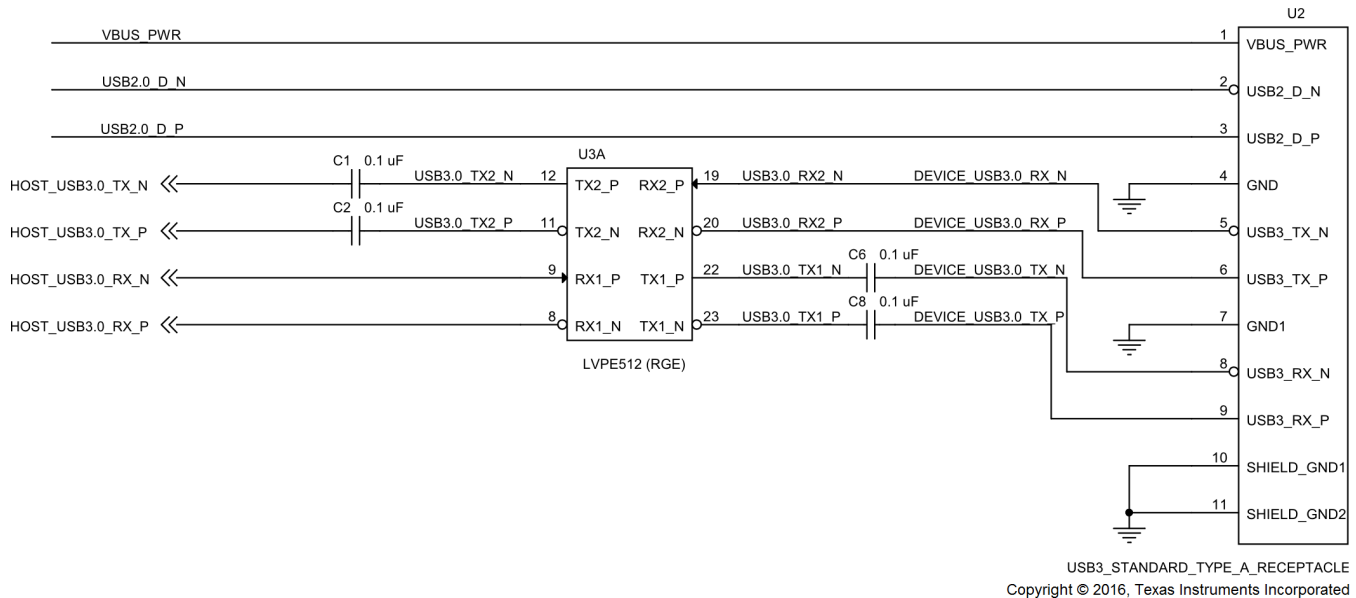 U2
VBUS_PWR 1 VBUS_PWR
USB2.0_D_N 2 USB2_D_N
USB2.0_D_P 3 USB2_D_P
U3A
C1 0.1 uF
HOST_USB3.0_TX_N USB3.0_TX2_N 12 TX2_P RX2_P 19 USB3.0_RX2_N DEVICE_USB3.0_RX_N 4 GND
C2 0.1 uF
HOST_USB3.0_TX_P USB3.0_TX2_P 11 TX2_N RX2_N 20 USB3.0_RX2_P DEVICE_USB3.0_RX_P 5 USB3_TX_N
C6 0.1 uF
HOST_USB3.0_RX_N 9 RX1_P TX1_P 22 USB3.0_TX1_N DEVICE_USB3.0_TX_N 6 USB3_TX_P
C8 0.1 uF
HOST_USB3.0_RX_P 8 RX1_N TX1_N 23 USB3.0_TX1_P DEVICE_USB3.0_TX_P 7 GND1
LVPE512 (RGE)
8 USB3_RX_N
9 USB3_RX_P
10 SHIELD_GND1
11 SHIELD_GND2
USB3_STANDARD_TYPE_A_RECEPTACLE
Copyright © 2016, Texas Instruments Incorporated